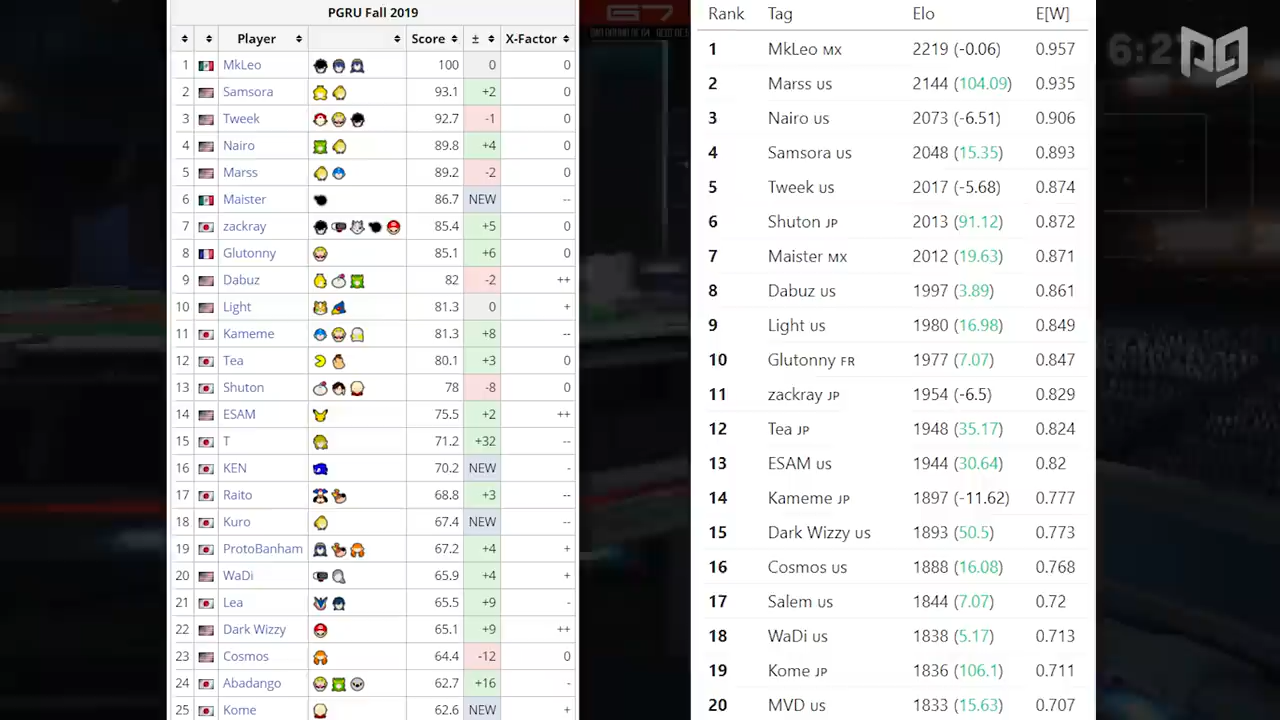 PGRU Fall 2019
Player Score ± X-Factor
1 MkLeo 100 0 0
2 Samsora 93.1 +2 0
3 Tweek 92.7 -1 0
4 Nairo 89.8 +4 0
5 Marss 89.2 -2 0
6 Maister 86.7 NEW --
7 zackray 85.4 +5 0
8 Glutonny 85.1 +6 0
9 Dabuz 82 -2 ++
10 Light 81.3 0 +
11 Kameme 81.3 +8 --
12 Tea 80.1 +3 0
13 Shuton 78 -8 0
14 ESAM 75.5 +2 ++
15 T 71.2 +32 --
16 KEN 70.2 NEW -
17 Raito 68.8 +3 --
18 Kuro 67.4 NEW --
19 ProtoBanham 67.2 +4 +
20 WaDi 65.9 +4 +
21 Lea 65.5 +9 -
22 Dark Wizzy 65.1 +9 ++
23 Cosmos 64.4 -12 0
24 Abadango 62.7 +16 -
25 Kome 62.6 NEW +
Rank Tag Elo E[W]
1 MkLeo MX 2219 (-0.06) 0.957
2 Marss US 2144 (104.09) 0.935
3 Nairo US 2073 (-6.51) 0.906
4 Samsora US 2048 (15.35) 0.893
5 Tweek US 2017 (-5.68) 0.874
6 Shuton JP 2013 (91.12) 0.872
7 Maister MX 2012 (19.63) 0.871
8 Dabuz US 1997 (3.89) 0.861
9 Light US 1980 (16.98) 0.849
10 Glutonny FR 1977 (7.07) 0.847
11 zackray JP 1954 (-6.5) 0.829
12 Tea JP 1948 (35.17) 0.824
13 ESAM US 1944 (30.64) 0.82
14 Kameme JP 1897 (-11.62) 0.777
15 Dark Wizzy US 1893 (50.5) 0.773
16 Cosmos US 1888 (16.08) 0.768
17 Salem US 1844 (7.07) 0.72
18 WaDi US 1838 (5.17) 0.713
19 Kome JP 1836 (106.1) 0.711
20 MVD US 1833 (15.63) 0.707
PG